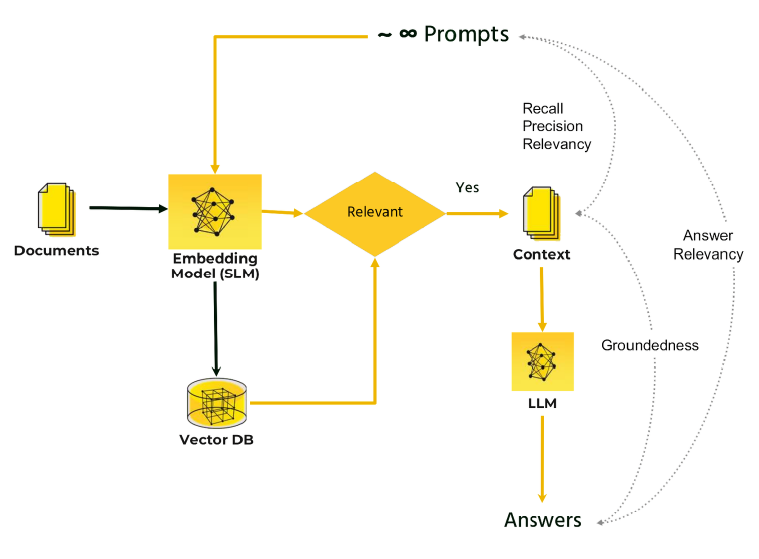 ~ ∞ Prompts
Recall
Precision
Relevancy
Yes
Relevant
Documents
Embedding
Model (SLM)
Context
Answer
Relevancy
Groundedness
LLM
Vector DB
Answers